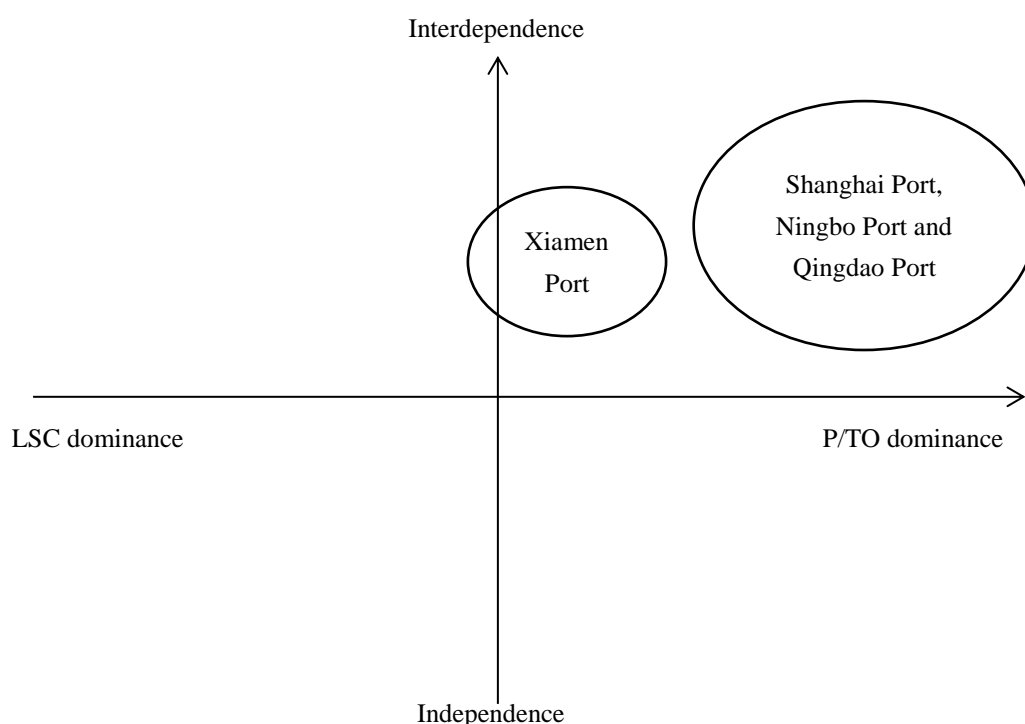 Interdependence
Shanghai Port,
Ningbo Port and
Qingdao Port
Xiamen
Port
LSC dominance
P/TO dominance
Independence